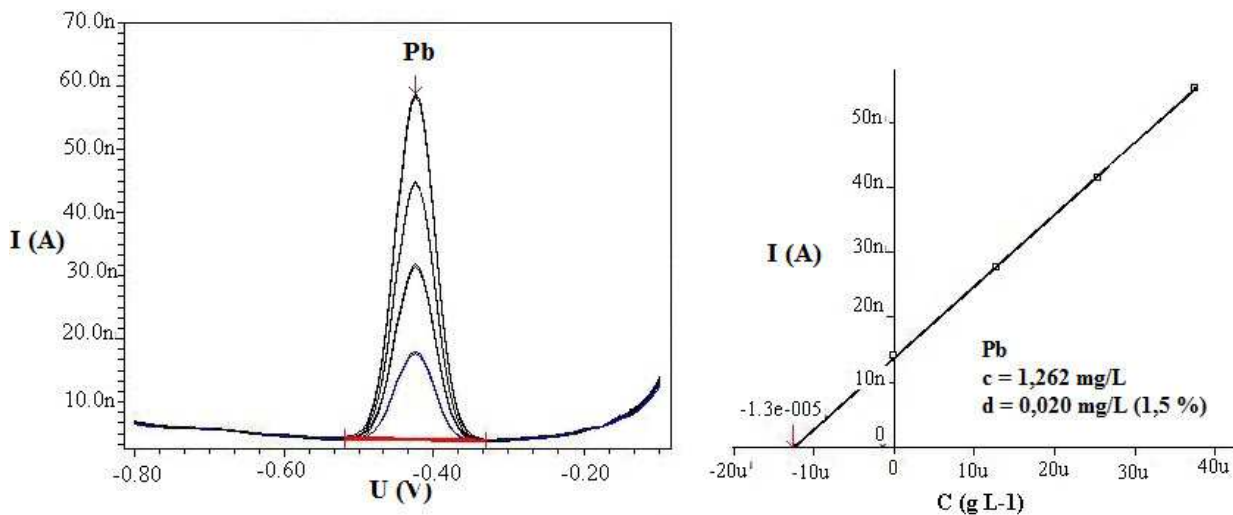 70.0n
60.0n
50.0n
40.0n
30.0n
20.0n
10.0n
I (A)
Pb
-0.80
-0.60
-0.40
-0.20
U (V)
50n
40n
30n
20n
10n
0
I (A)
-1.3e-005
Pb
c = 1,262 mg/L
d = 0,020 mg/L (1,5 %)
-20u
-10u
0
10u
20u
30u
40u
C (g L-1)